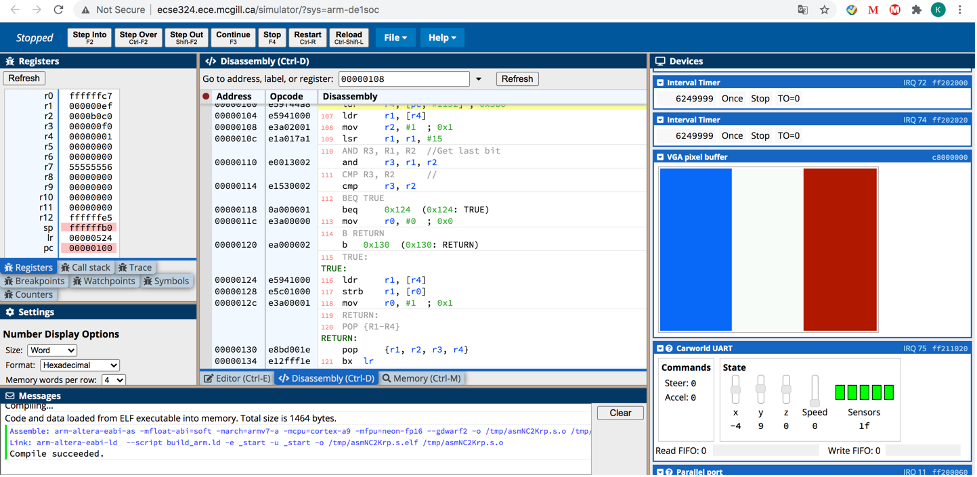 Not Secure | ecse324.ece.mcgill.ca/simulator/?sys=arm-de1soc
Stopped
Step Into F2
Step Over Ctrl-F2
Step Out Shift-F2
Continue F3
Stop F4
Restart Ctrl-R
Reload Ctrl-Shift-L
File
Help
Registers
Refresh
r0 ffffffc7
r1 000000ef
r2 0000b0c0
r3 000000f0
r4 00000001
r5 00000000
r6 00000000
r7 55555556
r8 00000000
r9 00000000
r10 00000000
r11 00000000
r12 ffffffe5
sp ffffffb0
lr 00000524
pc 00000100
Registers Call stack Trace
Breakpoints Watchpoints Symbols
Counters
Settings
Number Display Options
Size: Word
Format: Hexadecimal
Memory words per row: 4
Disassembly (Ctrl-D)
Go to address, label, or register: 00000108 Refresh
Address Opcode Disassembly
00000104 e5941000 107 ldr r1, [r4]
00000108 e3a02001 108 mov r2, #1 ; 0x1
0000010c e1a017a1 109 lsr r1, r1, #15
110 AND R3, R1, R2 //Get last bit
00000110 e0013002 and r3, r1, r2
111 CMP R3, R2 //
00000114 e1530002 cmp r3, r2
112 BEQ TRUE
00000118 0a000001 beq 0x124 (0x124: TRUE)
0000011c e3a00000 113 mov r0, #0 ; 0x0
114 B RETURN
00000120 ea000002 b 0x130 (0x130: RETURN)
115 TRUE:
TRUE:
00000124 e5941000 116 ldr r1, [r4]
00000128 e5c01000 117 strb r1, [r0]
0000012c e3a00001 118 mov r0, #1 ; 0x1
119 RETURN:
120 POP {R1-R4}
RETURN:
00000130 e8bd001e pop {r1, r2, r3, r4}
00000134 e12fff1e 121 bx lr
Editor (Ctrl-E) Disassembly (Ctrl-D) Memory (Ctrl-M)
Messages
Compiling...
Clear
Code and data loaded from ELF executable into memory. Total size is 1464 bytes.
Assemble: arm-altera-eabi-as -mfloat-abi=soft -march=armv7-a -mcpu=cortex-a9 -mfpu=neon-fp16 --gdwarf2 -o /tmp/asmNC2Krp.s.o /tmp/
Link: arm-altera-eabi-ld --script build_arm.ld -e _start -u _start -o /tmp/asmNC2Krp.s.elf /tmp/asmNC2Krp.s.o
Compile succeeded.
Devices
Interval Timer IRQ 72 ff202000
6249999 Once Stop TO=0
Interval Timer IRQ 74 ff202020
6249999 Once Stop TO=0
VGA pixel buffer c8000000
Carworld UART IRQ 75 ff211020
Commands State
Steer: 0
Accel: 0
x y z Speed Sensors
-4 9 0 0 1f
Read FIFO: 0 Write FIFO: 0
Parallel port IRQ 11 ff200060